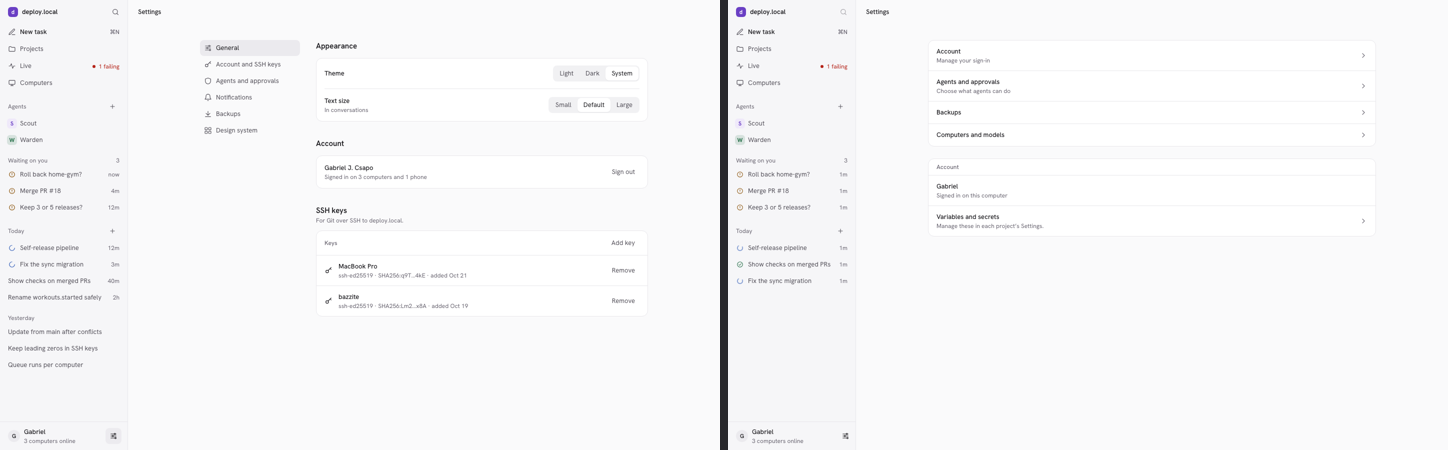 d deploy.local
New task ⌘N
Projects
Live 1 failing
Computers
Agents +
S Scout
W Warden
Waiting on you 3
Roll back home-gym? now
Merge PR #18 4m
Keep 3 or 5 releases? 12m
Today +
Self-release pipeline 12m
Fix the sync migration 3m
Show checks on merged PRs 40m
Rename workouts.started safely 2h
Yesterday
Update from main after conflicts
Keep leading zeros in SSH keys
Queue runs per computer
G Gabriel
3 computers online
Settings
General
Account and SSH keys
Agents and approvals
Notifications
Backups
Design system
Appearance
Theme Light Dark System
Text size
In conversations
Small Default Large
Account
Gabriel J. Csapo
Signed in on 3 computers and 1 phone
Sign out
SSH keys
For Git over SSH to deploy.local.
Keys Add key
MacBook Pro
ssh-ed25519 · SHA256:q9T…4kE · added Oct 21
Remove
bazzite
ssh-ed25519 · SHA256:Lm2…x8A · added Oct 19
Remove
d deploy.local
New task ⌘N
Projects
Live 1 failing
Computers
Agents +
S Scout
W Warden
Waiting on you 3
Roll back home-gym? 1m
Merge PR #18 1m
Keep 3 or 5 releases? 1m
Today +
Self-release pipeline 1m
Show checks on merged PRs 1m
Fix the sync migration 1m
G Gabriel
3 computers online
Settings
Account
Manage your sign-in
Agents and approvals
Choose what agents can do
Backups
Computers and models
Account
Gabriel
Signed in on this computer
Variables and secrets
Manage these in each project's Settings.